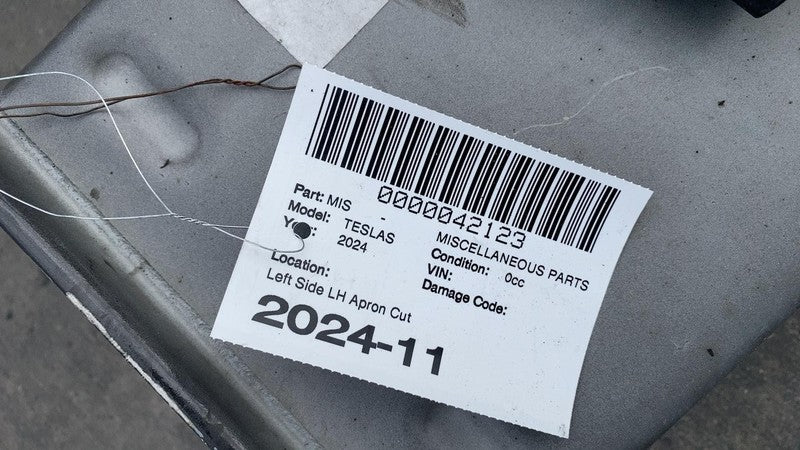 0000042123
Part: MIS - MISCELLANEOUS PARTS
Model: TESLAS Condition: 0cc
2024 VIN:
Damage Code:
Location:
Left Side LH Apron Cut
2024-11